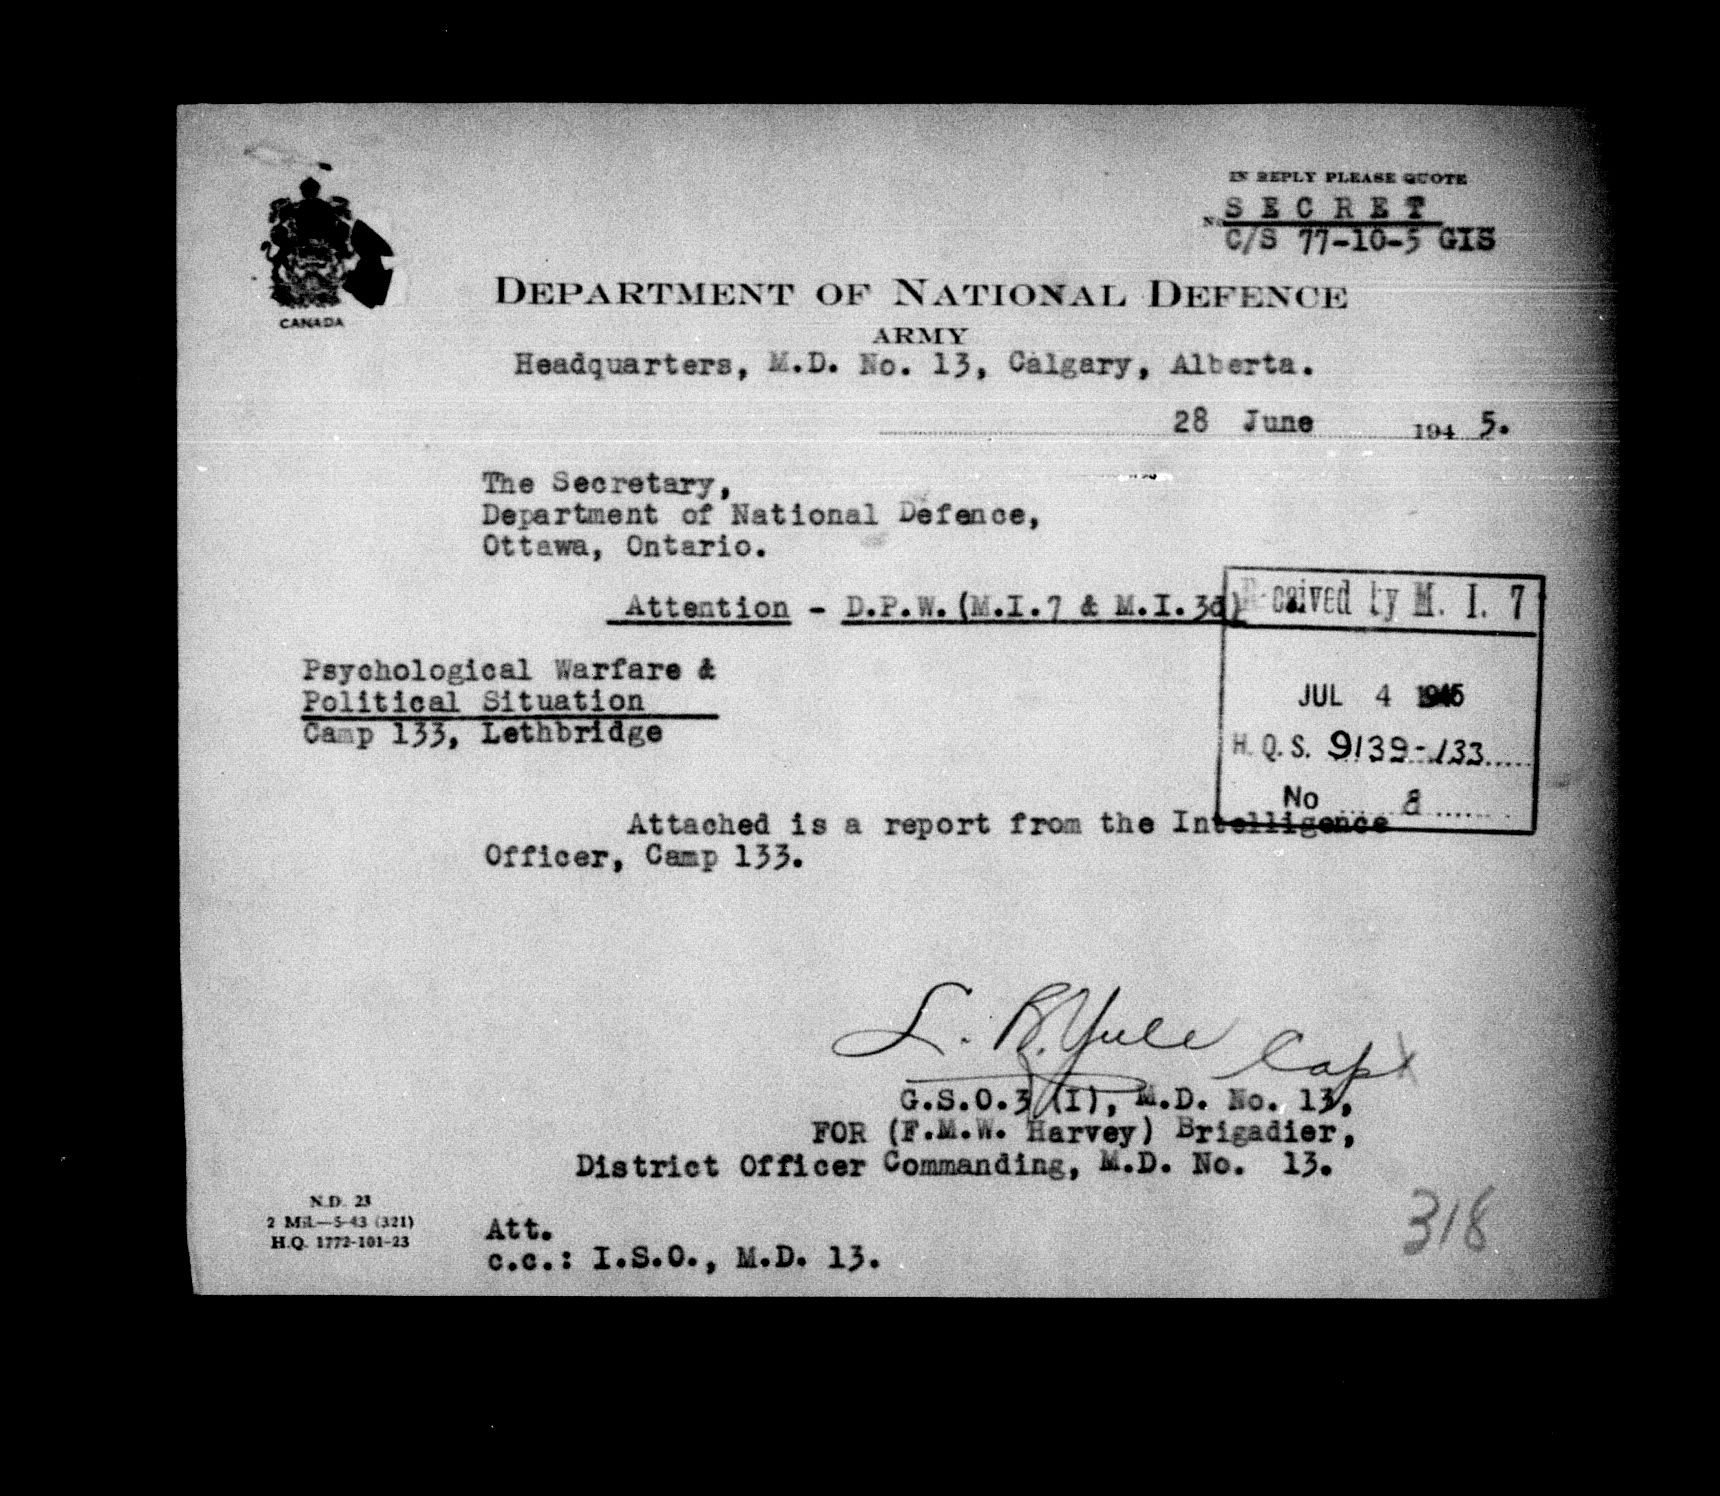 IN REPLY PLEASE QUOTE
No. SECRET
C/S 77-10-5 GIS
CANADA
DEPARTMENT OF NATIONAL DEFENCE
ARMY
Headquarters, M.D. No. 13, Calgary, Alberta.
28 June 1945.
The Secretary,
Department of National Defence,
Ottawa, Ontario.
Attention - D.P.W. (M.I.7 & M.I.3d)
Received by M. I. 7
JUL 4 1945
H. Q. S. 9139-133
No 8
Psychological Warfare &
Political Situation
Camp 133, Lethbridge
Attached is a report from the Intelligence
Officer, Camp 133.
L. B. Yule Capt
G.S.O.3 (I), M.D. No. 13,
FOR (F.M.W. Harvey) Brigadier,
District Officer Commanding, M.D. No. 13.
318
N.D. 23
2 Mil.—5-43 (321)
H.Q. 1772-101-23
Att.
c.c.: I.S.O., M.D. 13.